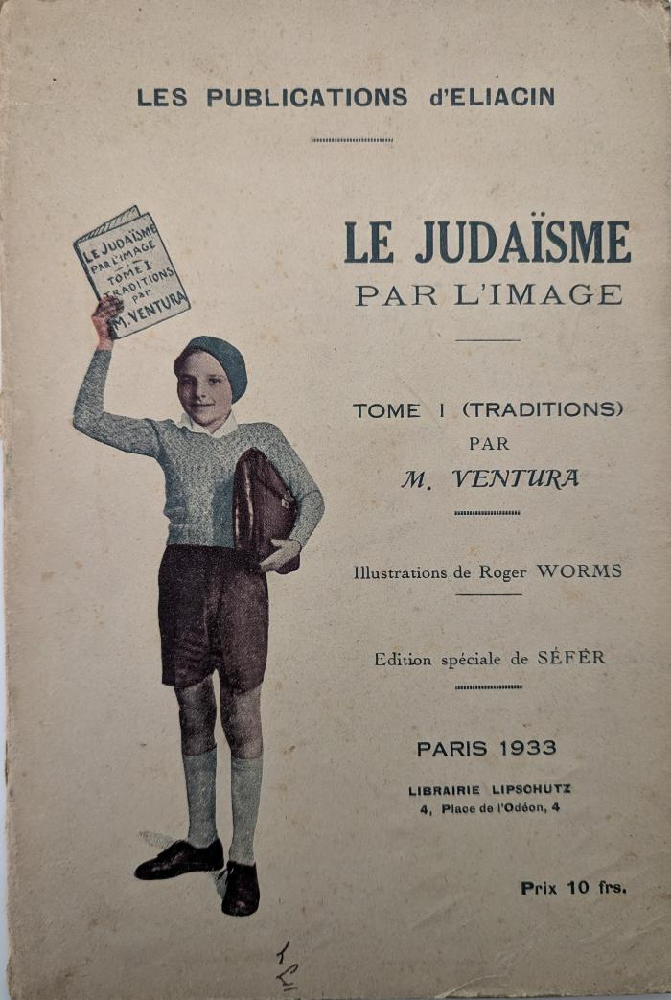 LES PUBLICATIONS d'ELIACIN
LE JUDAÏSME
PAR L'IMAGE
TOME I
TRADITIONS
par
M. VENTURA
LE JUDAÏSME
PAR L'IMAGE
TOME I (TRADITIONS)
PAR
M. VENTURA
Illustrations de Roger WORMS
Edition spéciale de SÉFÉR
PARIS 1933
LIBRAIRIE LIPSCHUTZ
4, Place de l'Odéon, 4
Prix 10 frs.